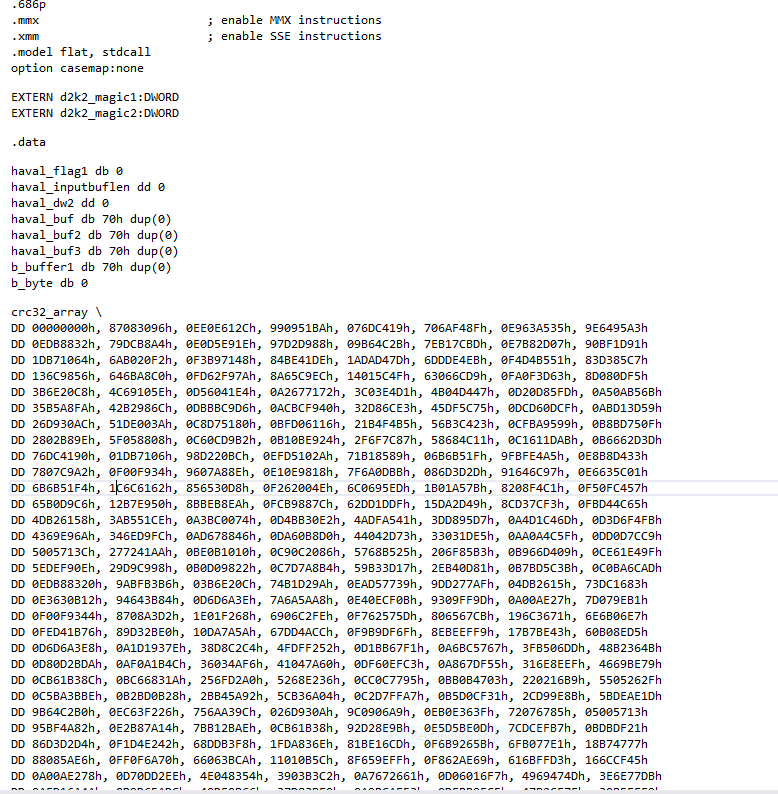 .686p
.mmx ; enable MMX instructions
.xmm ; enable SSE instructions
.model flat, stdcall
option casemap:none
EXTERN d2k2_magic1:DWORD
EXTERN d2k2_magic2:DWORD
.data
haval_flag1 db 0
haval_inputbuflen dd 0
haval_dw2 dd 0
haval_buf db 70h dup(0)
haval_buf2 db 70h dup(0)
haval_buf3 db 70h dup(0)
b_buffer1 db 70h dup(0)
b_byte db 0
crc32_array \
DD 00000000h, 87083096h, 0EE0E612Ch, 990951BAh, 076DC419h, 706AF48Fh, 0E963A535h, 9E6495A3h
DD 0EDB8832h, 79DCB8A4h, 0E0D5E91Eh, 97D2D988h, 09B64C2Bh, 7EB17CBDh, 0E7B82D07h, 90BF1D91h
DD 1DB71064h, 6AB020F2h, 0F3B97148h, 84BE41DEh, 1ADAD47Dh, 6DDDE4EBh, 0F4D4B551h, 83D385C7h
DD 136C9856h, 646BA8C0h, 0FD62F97Ah, 8A65C9ECh, 14015C4Fh, 63066CD9h, 0FA0F3D63h, 8D080DF5h
DD 3B6E20C8h, 4C69105Eh, 0D56041E4h, 0A2677172h, 3C03E4D1h, 4B04D447h, 0D20D85FDh, 0A50AB56Bh
DD 35B5A8FAh, 42B2986Ch, 0DBBBC9D6h, 0ACBCF940h, 32D86CE3h, 45DF5C75h, 0DCD60DCFh, 0ABD13D59h
DD 26D930ACh, 51DE003Ah, 0C8D75180h, 0BFD06116h, 21B4F4B5h, 56B3C423h, 0CFBA9599h, 0B8BD750Fh
DD 2802B89Eh, 5F058808h, 0C60CD9B2h, 0B10BE924h, 2F6F7C87h, 58684C11h, 0C1611DABh, 0B6662D3Dh
DD 76DC4190h, 01DB7106h, 98D220BCh, 0EFD5102Ah, 71B18589h, 06B6B51Fh, 9FBFE4A5h, 0E8B8D433h
DD 7807C9A2h, 0F00F934h, 9607A88Eh, 0E10E9818h, 7F6A0DBBh, 086D3D2Dh, 91646C97h, 0E6635C01h
DD 6B6B51F4h, 1C6C6162h, 856530D8h, 0F262004Eh, 6C0695EDh, 1B01A57Bh, 8208F4C1h, 0F50FC457h
DD 65B0D9C6h, 12B7E950h, 8BBEB8EAh, 0FCB9887Ch, 62DD1DDFh, 15DA2D49h, 8CD37CF3h, 0FBD44C65h
DD 4DB26158h, 3AB551CEh, 0A3BC0074h, 0D4BB30E2h, 4ADFA541h, 3DD895D7h, 0A4D1C46Dh, 0D3D6F4FBh
DD 4369E96Ah, 346ED9FCh, 0AD678846h, 0DA60B8D0h, 44042D73h, 33031DE5h, 0AA0A4C5Fh, 0DD0D7CC9h
DD 5005713Ch, 277241AAh, 0BE0B1010h, 0C90C2086h, 5768B525h, 206F85B3h, 0B966D409h, 0CE61E49Fh
DD 5EDEF90Eh, 29D9C998h, 0B0D09822h, 0C7D7A8B4h, 59B33D17h, 2EB40D81h, 0B7BD5C3Bh, 0C0BA6CADh
DD 0EDB88320h, 9ABFB3B6h, 03B6E20Ch, 74B1D29Ah, 0EAD57739h, 9DD277AFh, 04DB2615h, 73DC1683h
DD 0E3630B12h, 94643B84h, 0D6D6A3Eh, 7A6A5AA8h, 0E40ECF0Bh, 9309FF9Dh, 0A00AE27h, 7D079EB1h
DD 0F00F9344h, 8708A3D2h, 1E01F268h, 6906C2FEh, 0F762575Dh, 806567CBh, 196C3671h, 6E6B06E7h
DD 0FED41B76h, 89D32BE0h, 10DA7A5Ah, 67DD4ACCh, 0F9B9DF6Fh, 8EBEEFF9h, 17B7BE43h, 60B08ED5h
DD 0D6D6A3E8h, 0A1D1937Eh, 38D8C2C4h, 4FDFF252h, 0D1BB67F1h, 0A6BC5767h, 3FB506DDh, 48B2364Bh
DD 0D80D2BDAh, 0AF0A1B4Ch, 36034AF6h, 41047A60h, 0DF60EFC3h, 0A867DF55h, 316E8EEFh, 4669BE79h
DD 0CB61B38Ch, 0BC66831Ah, 256FD2A0h, 5268E236h, 0CC0C7795h, 0BB0B4703h, 220216B9h, 5505262Fh
DD 0C5BA3BBEh, 0B2BD0B28h, 2BB45A92h, 5CB36A04h, 0C2D7FFA7h, 0B5D0CF31h, 2CD99E8Bh, 5BDEAE1Dh
DD 9B64C2B0h, 0EC63F226h, 756AA39Ch, 026D930Ah, 9C0906A9h, 0EB0E363Fh, 72076785h, 05005713h
DD 95BF4A82h, 0E2B87A14h, 7BB12BAEh, 0CB61B38h, 92D28E9Bh, 0E5D5BE0Dh, 7CDCEFB7h, 0BDBDF21h
DD 86D3D2D4h, 0F1D4E242h, 68DDB3F8h, 1FDA836Eh, 81BE16CDh, 0F6B9265Bh, 6FB077E1h, 18B74777h
DD 88085AE6h, 0FF0F6A70h, 66063BCAh, 11010B5Ch, 8F659EFFh, 0F862AE69h, 616BFFD3h, 166CCF45h
DD 0A00AE278h, 0D70DD2EEh, 4E048354h, 3903B3C2h, 0A7672661h, 0D06016F7h, 4969474Dh, 3E6E77DBh